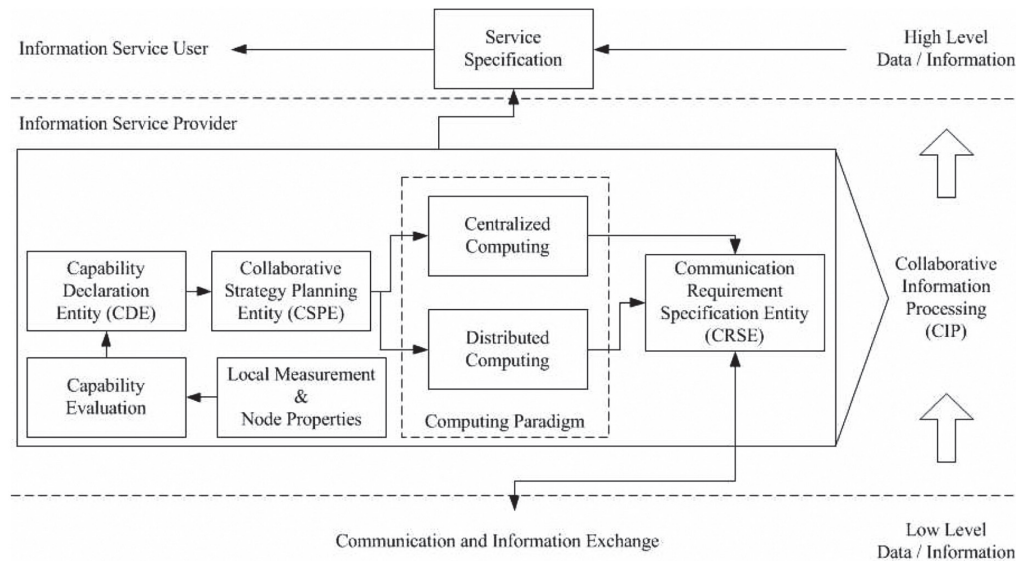 Information Service User
Service
Specification
High Level
Data / Information
Information Service Provider
Centralized
Computing
Capability
Declaration
Entity (CDE)
Collaborative
Strategy Planning
Entity (CSPE)
Communication
Requirement
Specification Entity
(CRSE)
Collaborative
Information
Processing
(CIP)
Distributed
Computing
Capability
Evaluation
Local Measurement
&
Node Properties
Computing Paradigm
Communication and Information Exchange
Low Level
Data / Information